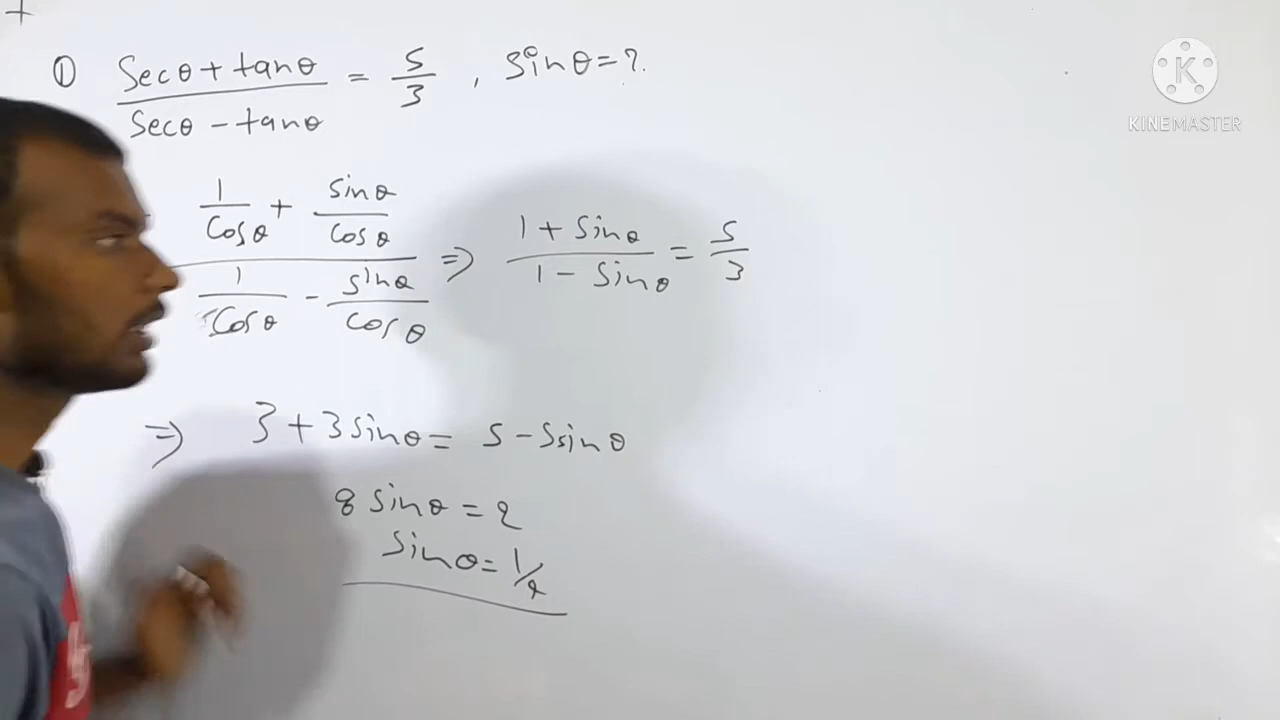 ① (secθ + tanθ)/(secθ - tanθ) = 5/3 , sinθ = ?
(1/cosθ + sinθ/cosθ)/(1/cosθ - sinθ/cosθ) ⇒ (1 + sinθ)/(1 - sinθ) = 5/3
⇒ 3 + 3sinθ = 5 - 5sinθ
8 sinθ = 2
sinθ = 1/4
K
KINEMASTER